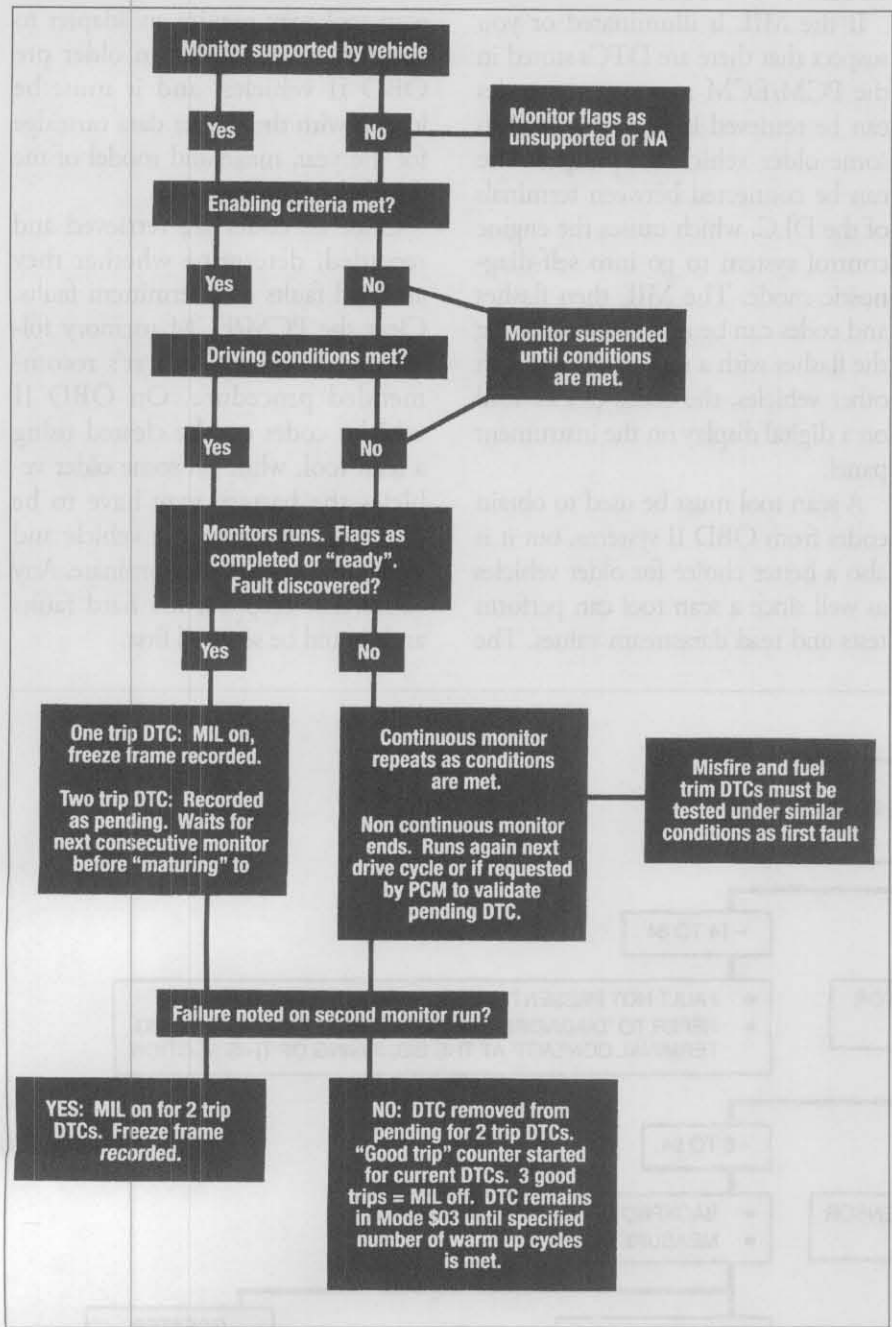 Monitor supported by vehicle
Yes
No
Monitor flags as
unsupported or NA
Enabling criteria met?
Yes
No
Monitor suspended
until conditions
are met.
Driving conditions met?
Yes
No
Monitors runs. Flags as
completed or “ready”.
Fault discovered?
Yes
No
One trip DTC: MIL on,
freeze frame recorded.
Two trip DTC: Recorded
as pending. Waits for
next consecutive monitor
before “maturing” to
Continuous monitor
repeats as conditions
are met.
Non continuous monitor
ends. Runs again next
drive cycle or if requested
by PCM to validate
pending DTC.
Misfire and fuel
trim DTCs must be
tested under similar
conditions as first fault
Failure noted on second monitor run?
YES: MIL on for 2 trip
DTCs. Freeze frame
recorded.
NO: DTC removed from
pending for 2 trip DTCs.
“Good trip” counter started
for current DTCs. 3 good
trips = MIL off. DTC remains
in Mode $03 until specified
number of warm up cycles
is met.